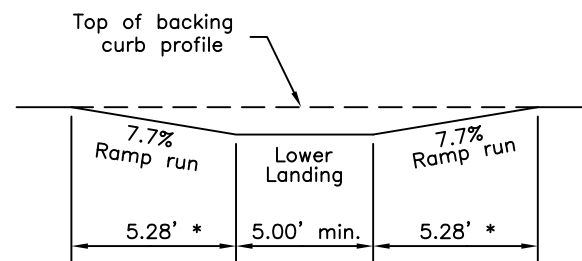 Top of backing
curb profile
7.7%
Ramp run
Lower
Landing
7.7%
Ramp run
5.28' *
5.00' min.
5.28' *